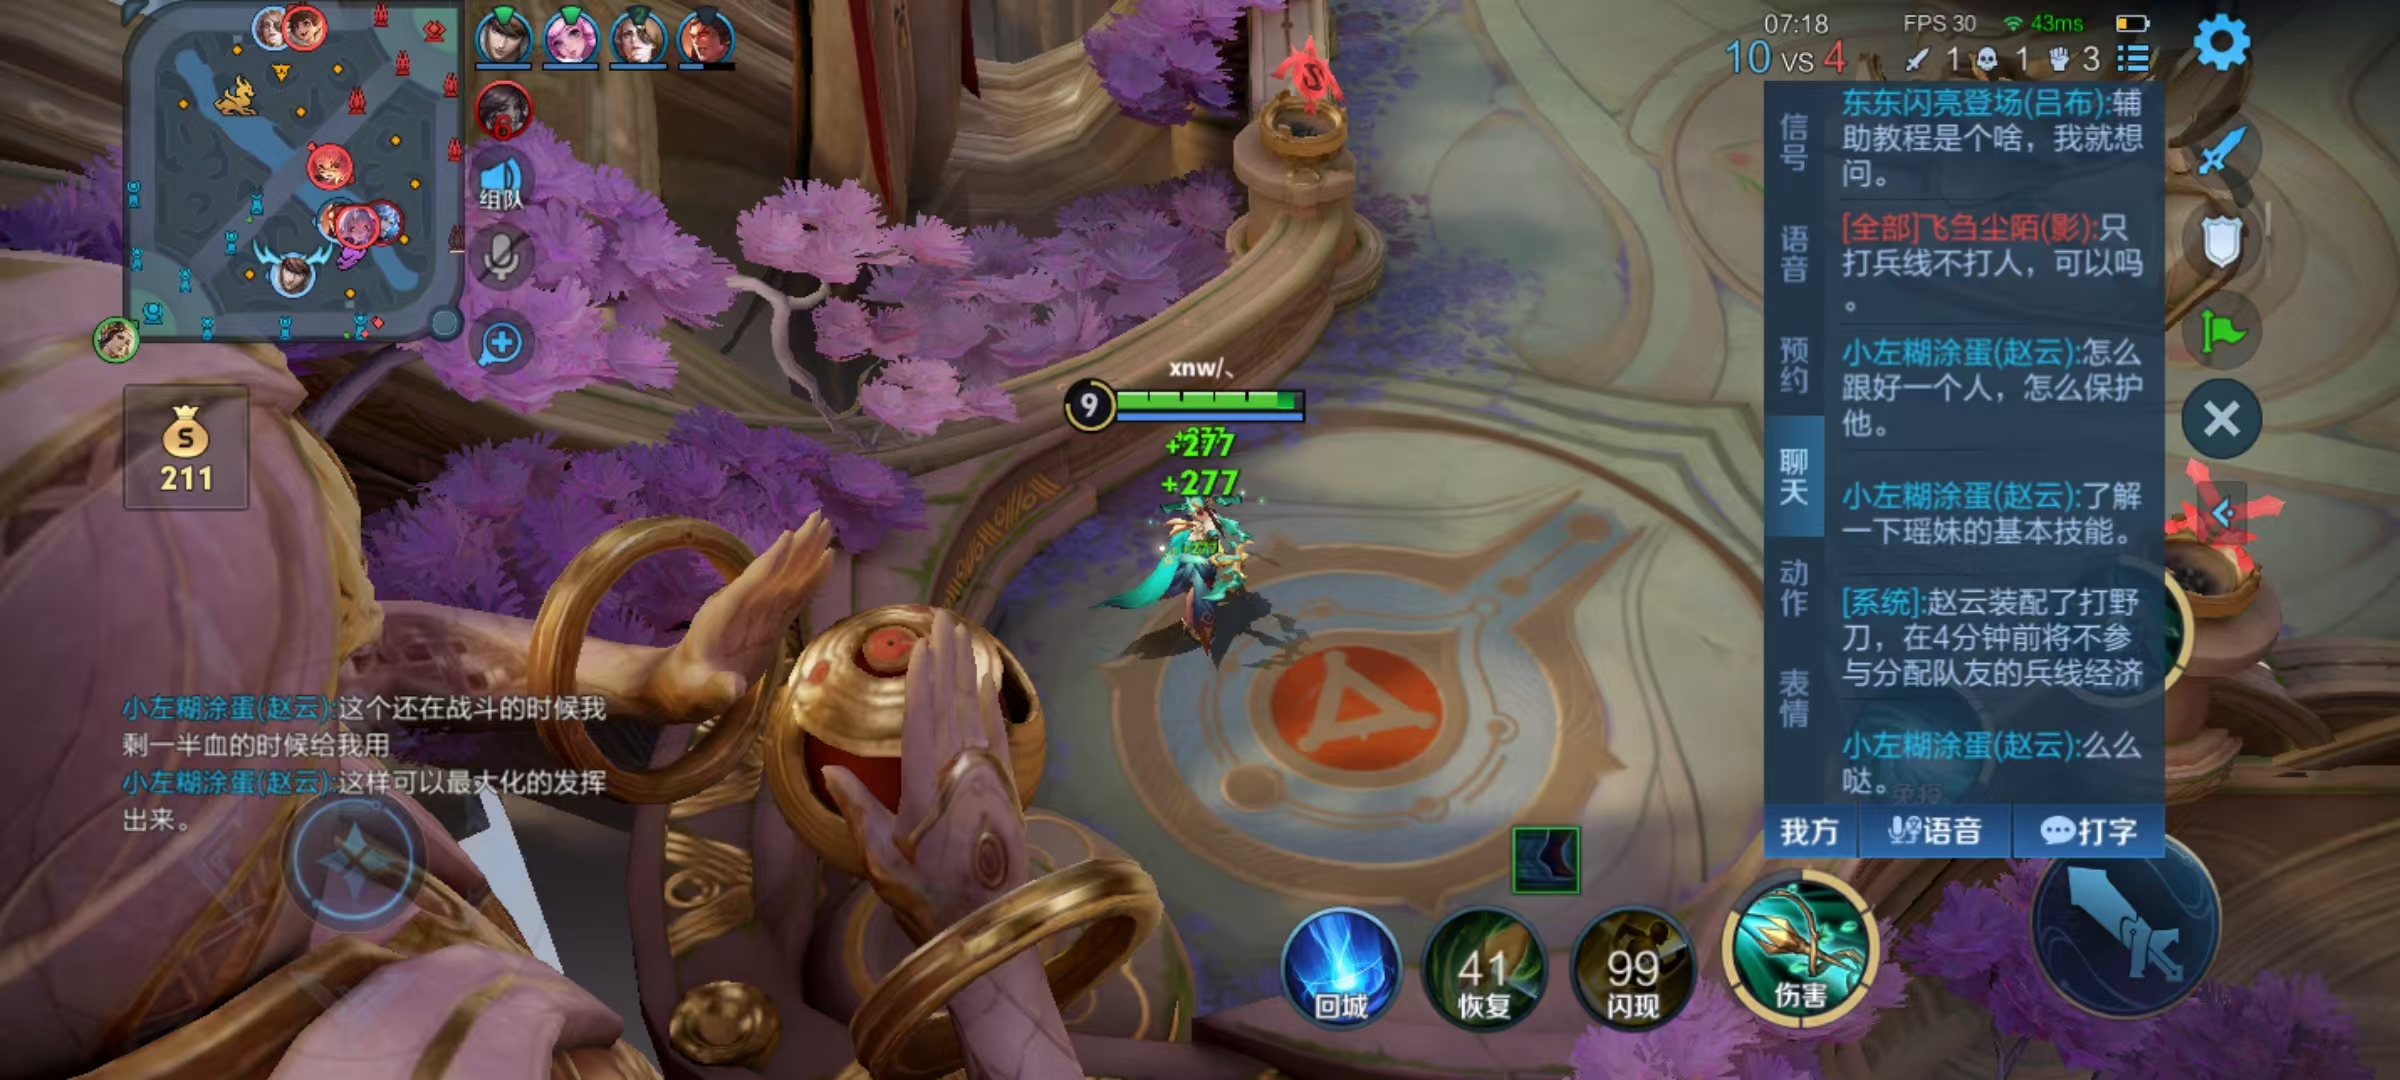 07:18
FPS 30
43ms
10 vs 4
1
1
3
组队
S
211
6
xnw/、
9
+277
+277
信号
语音
预约
聊天
动作
表情
东东闪亮登场(吕布):辅
助教程是个啥，我就想
问。
[全部]飞刍尘陌(影):只
打兵线不打人，可以吗
。
小左糊涂蛋(赵云):怎么
跟好一个人，怎么保护
他。
小左糊涂蛋(赵云):了解
一下瑶妹的基本技能。
[系统]:赵云装配了打野
刀，在4分钟前将不参
与分配队友的兵线经济
小左糊涂蛋(赵云):么么
哒。
我方
语音
打字
小左糊涂蛋(赵云):这个还在战斗的时候我
剩一半血的时候给我用
小左糊涂蛋(赵云):这样可以最大化的发挥
出来。
回城
41
恢复
99
闪现
伤害